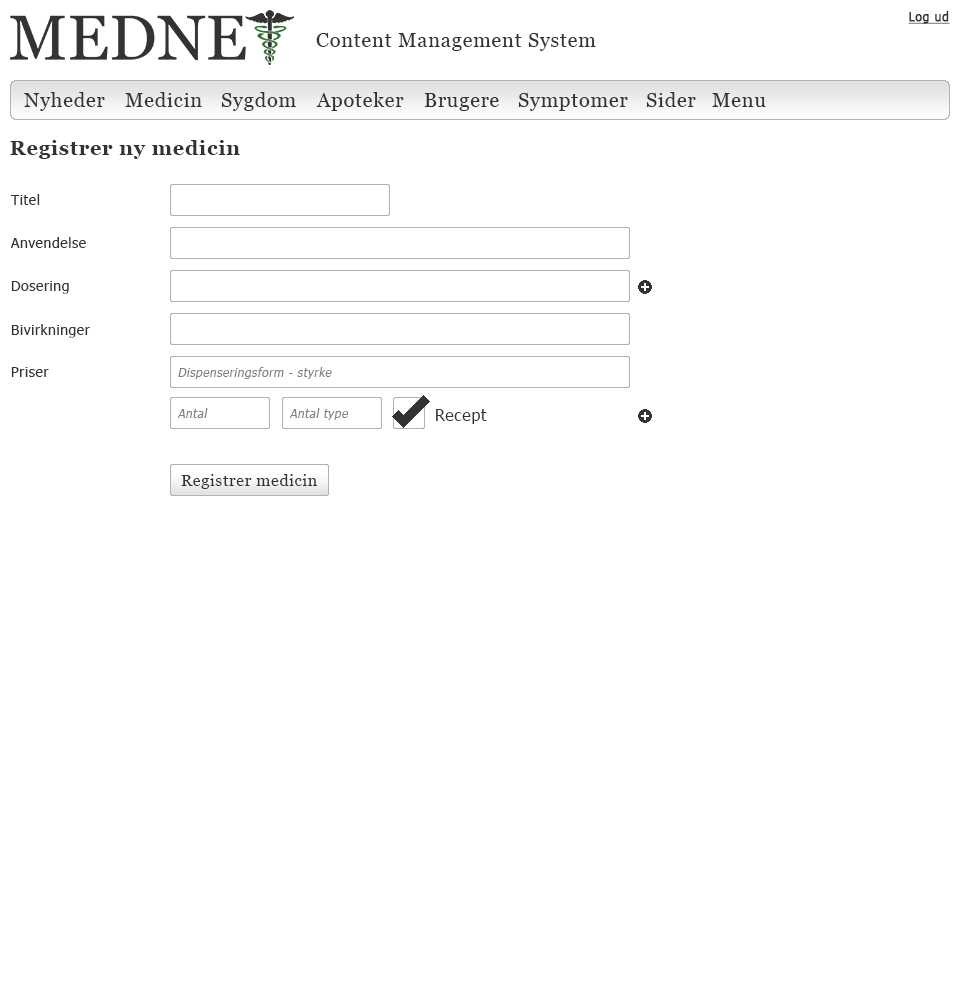 MEDNET
Content Management System
Log ud
Nyheder Medicin Sygdom Apoteker Brugere Symptomer Sider Menu
Registrer ny medicin
Titel
Anvendelse
Dosering
Bivirkninger
Priser
Dispenseringsform - styrke
Antal
Antal type
Recept
Registrer medicin